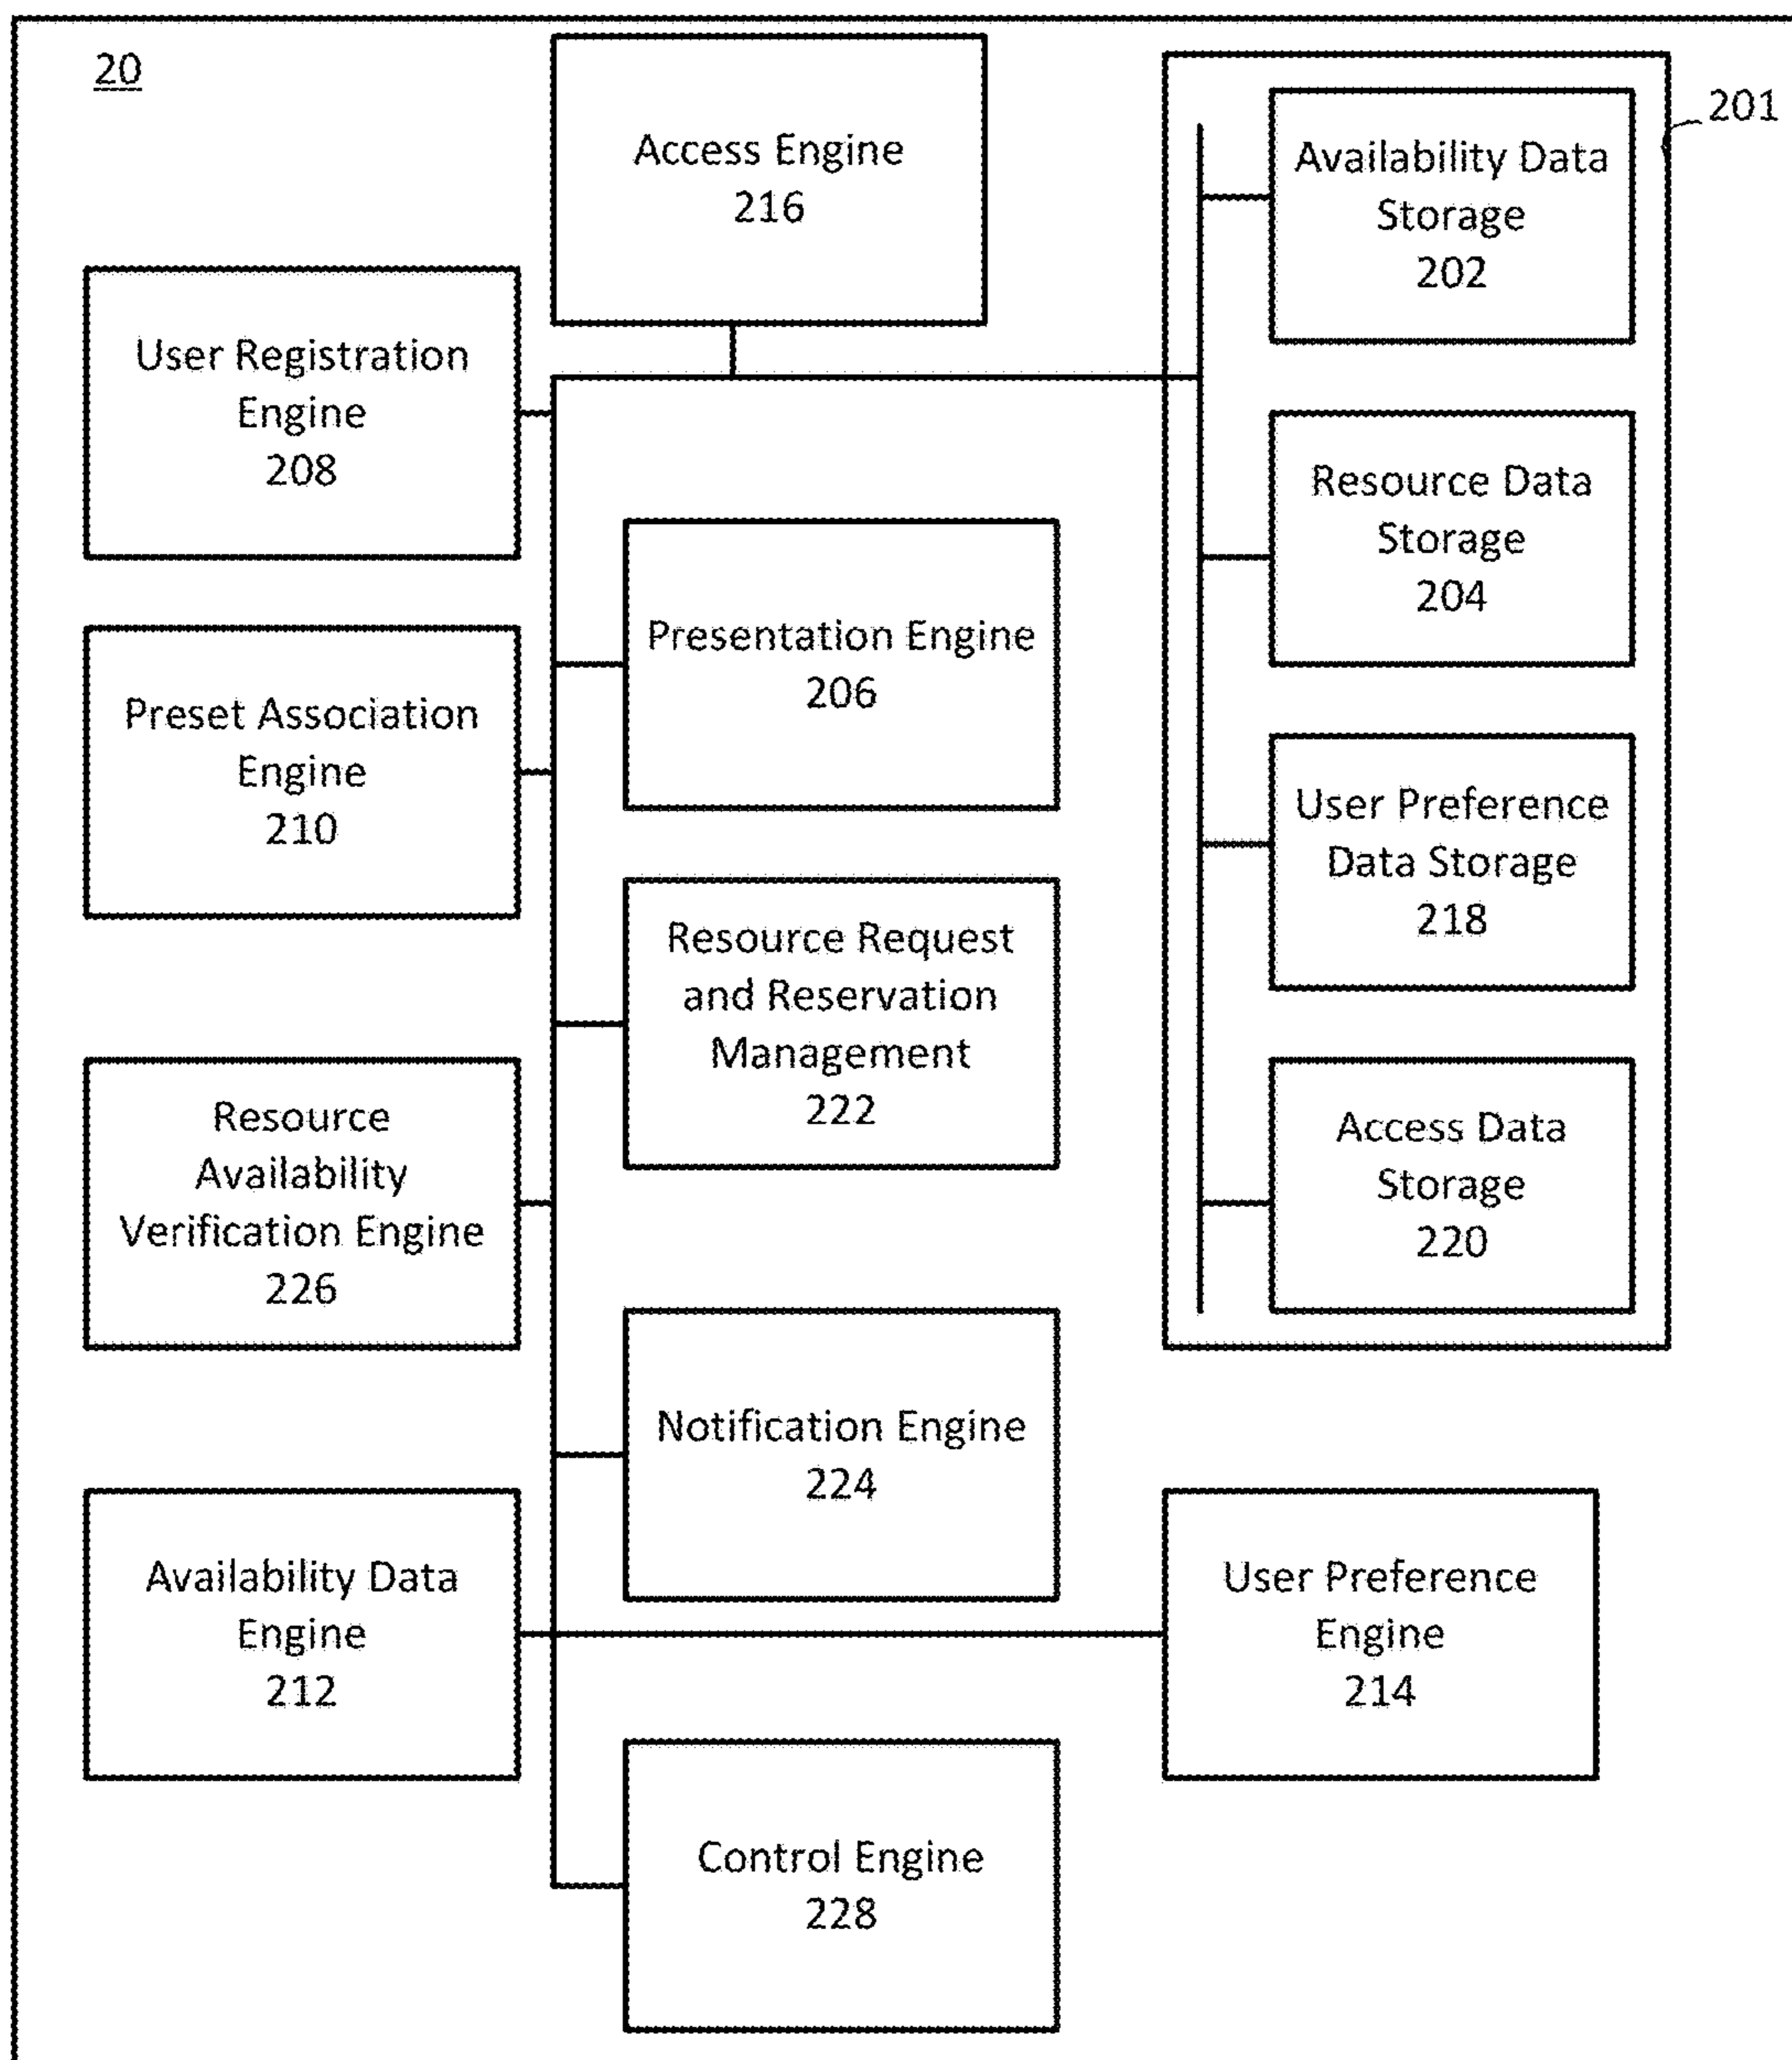 20
Access Engine
216
201
Availability Data
Storage
202
User Registration
Engine
208
Resource Data
Storage
204
Presentation Engine
206
Preset Association
Engine
210
User Preference
Data Storage
218
Resource Request
and Reservation
Management
222
Resource
Availability
Verification Engine
226
Access Data
Storage
220
Notification Engine
224
Availability Data
Engine
212
User Preference
Engine
214
Control Engine
228